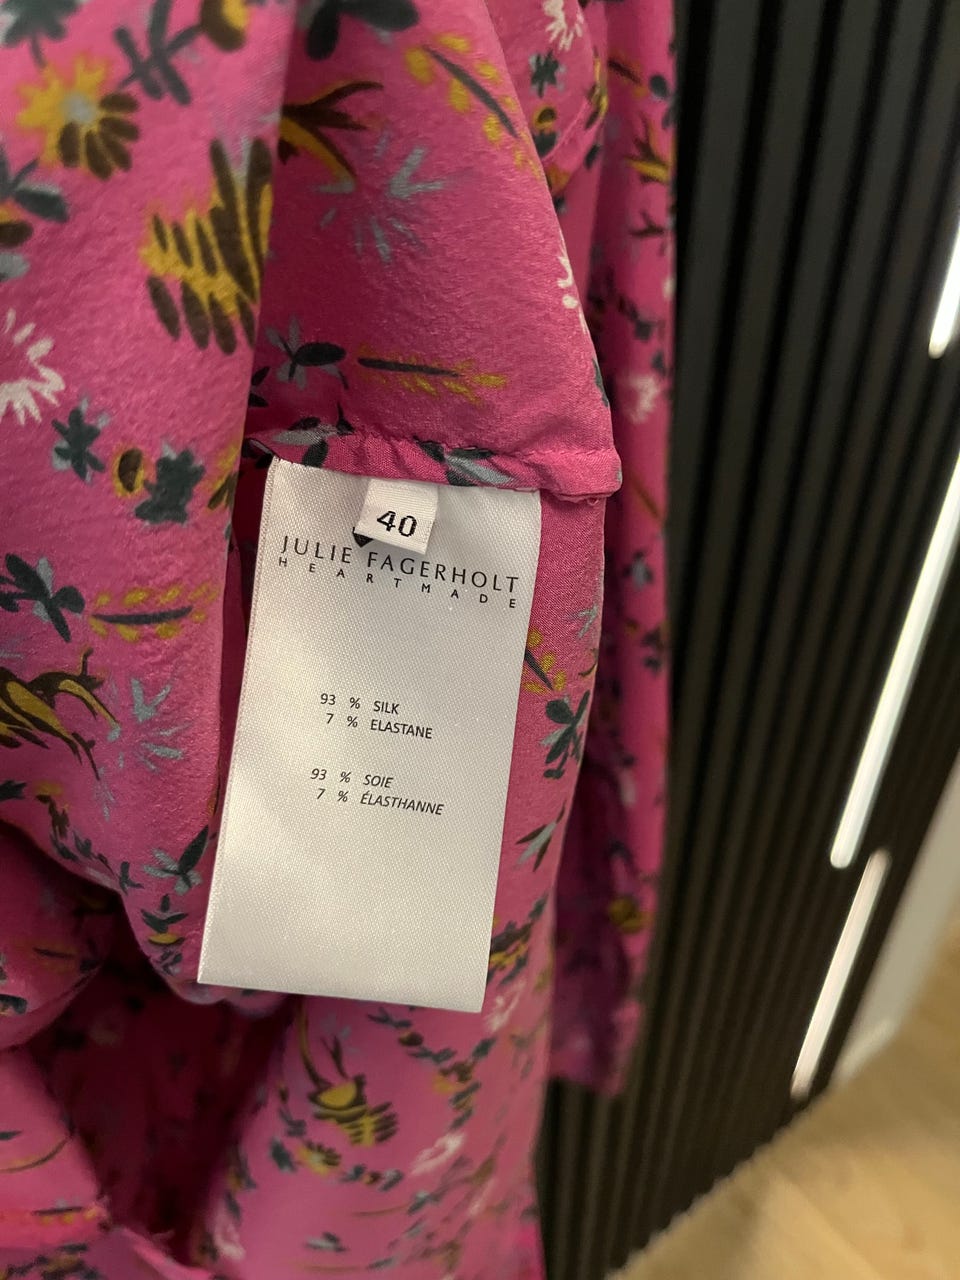 40
JULIE FAGERHOLT
HEARTMADE
93 % SILK
7 % ELASTANE
93 % SOIE
7 % ÉLASTHANNE